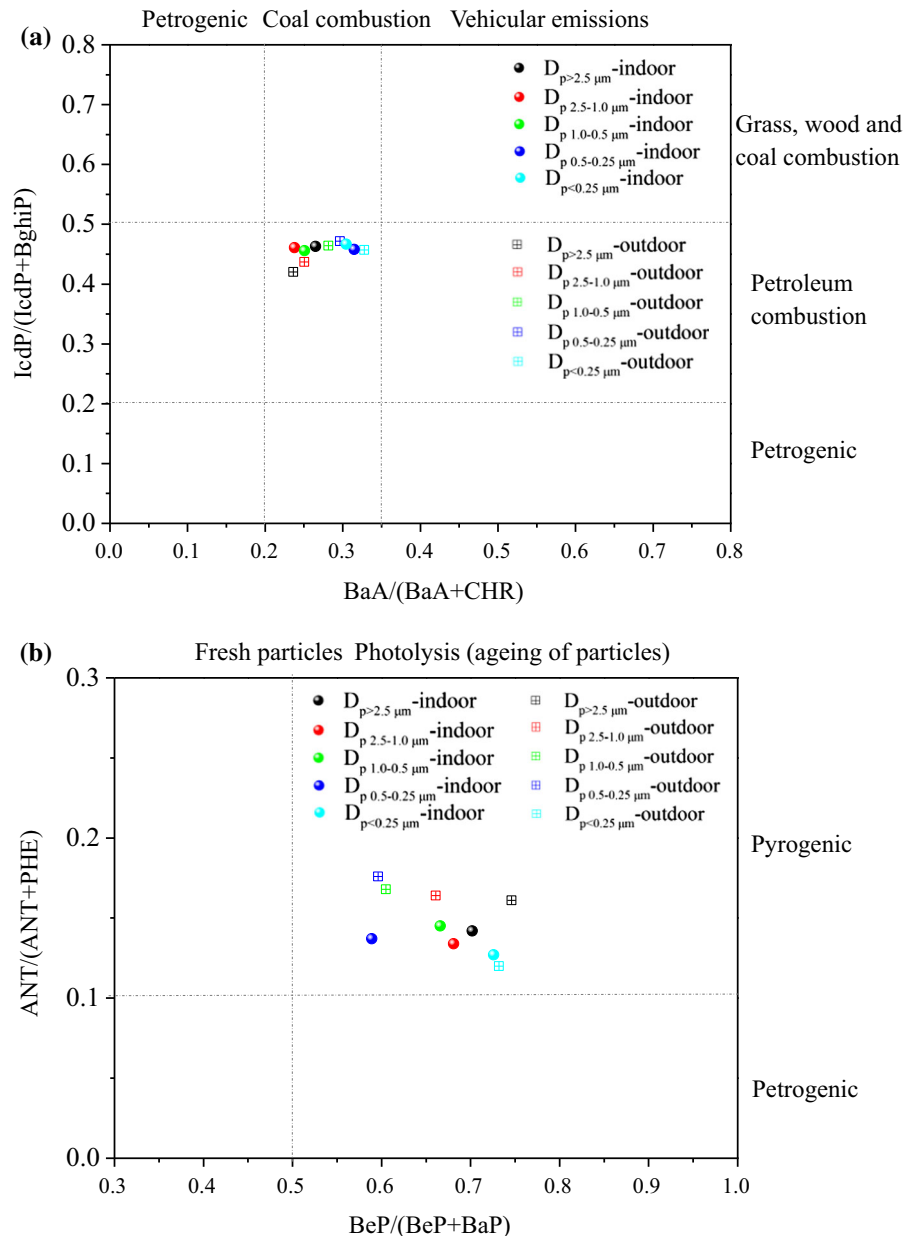 Petrogenic Coal combustion Vehicular emissions
(a)
0.8
0.7
0.6
0.5
0.4
0.3
0.2
0.1
0.0
IcdP/(IcdP+BghiP)
Dp>2.5 μm-indoor
Dp 2.5-1.0 μm-indoor
Dp 1.0-0.5 μm-indoor
Dp 0.5-0.25 μm-indoor
Dp<0.25 μm-indoor
Dp>2.5 μm-outdoor
Dp 2.5-1.0 μm-outdoor
Dp 1.0-0.5 μm-outdoor
Dp 0.5-0.25 μm-outdoor
Dp<0.25 μm-outdoor
Grass, wood and
coal combustion
Petroleum
combustion
Petrogenic
0.0 0.1 0.2 0.3 0.4 0.5 0.6 0.7 0.8
BaA/(BaA+CHR)
(b)
Fresh particles Photolysis (ageing of particles)
0.3
0.2
0.1
0.0
ANT/(ANT+PHE)
Dp>2.5 μm-indoor
Dp 2.5-1.0 μm-indoor
Dp 1.0-0.5 μm-indoor
Dp 0.5-0.25 μm-indoor
Dp<0.25 μm-indoor
Dp>2.5 μm-outdoor
Dp 2.5-1.0 μm-outdoor
Dp 1.0-0.5 μm-outdoor
Dp 0.5-0.25 μm-outdoor
Dp<0.25 μm-outdoor
Pyrogenic
Petrogenic
0.3 0.4 0.5 0.6 0.7 0.8 0.9 1.0
BeP/(BeP+BaP)